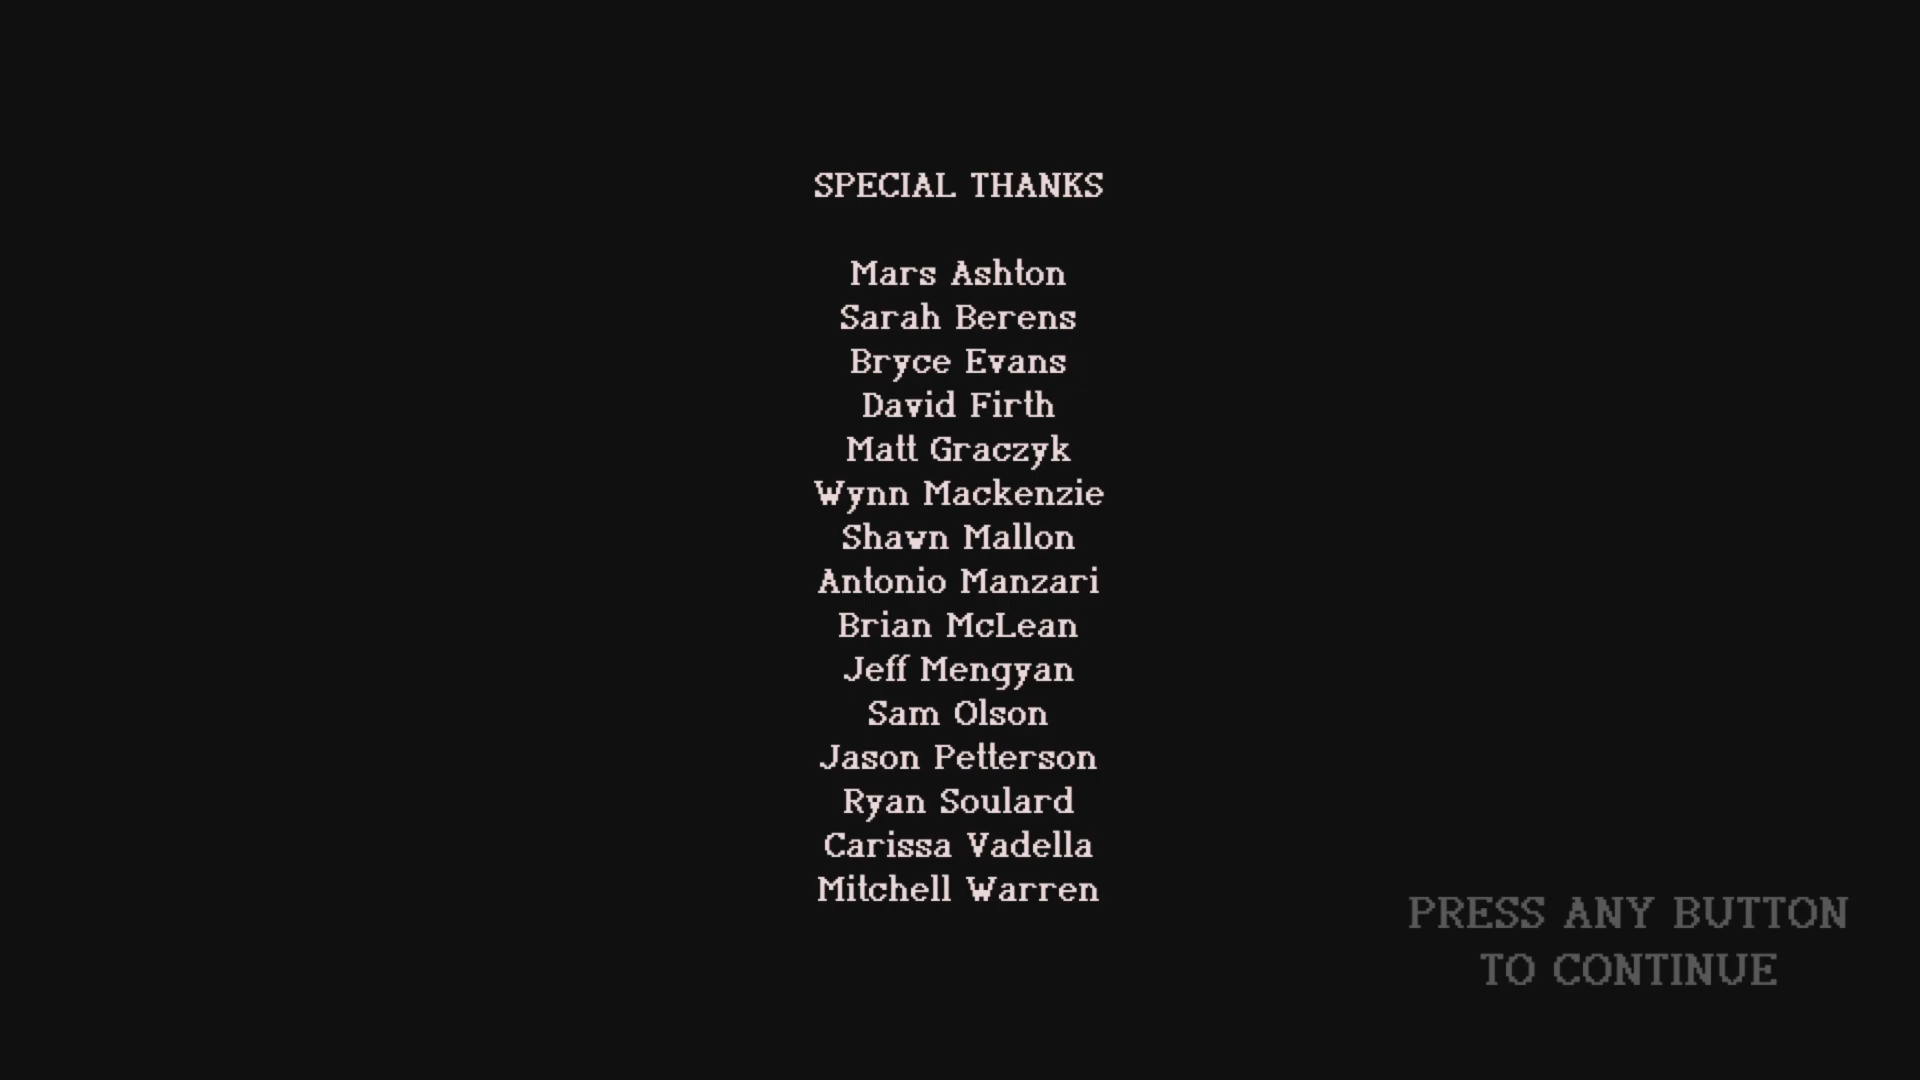 SPECIAL THANKS
Mars Ashton
Sarah Berens
Bryce Evans
David Firth
Matt Graczyk
Wynn Mackenzie
Shawn Mallon
Antonio Manzari
Brian McLean
Jeff Mengyan
Sam Olson
Jason Petterson
Ryan Soulard
Carissa Vadella
Mitchell Warren
PRESS ANY BUTTON
TO CONTINUE